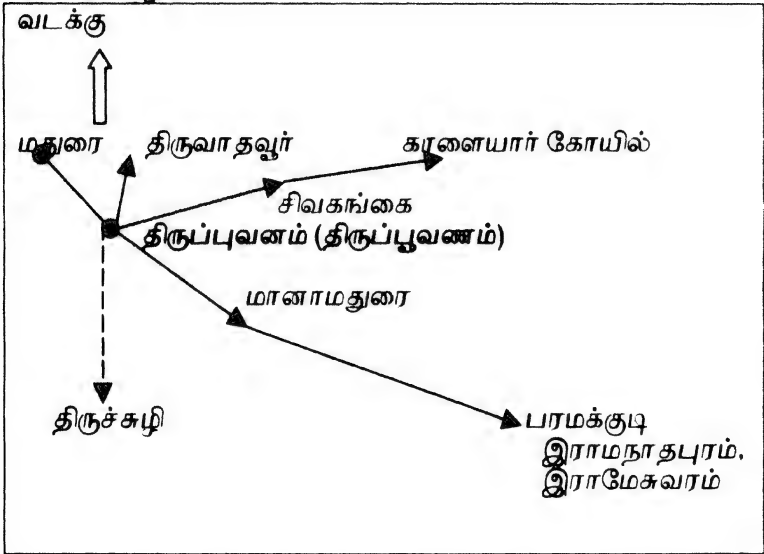 வடக்கு
மதுரை
திருவாதவூர்
காளையார் கோயில்
சிவகங்கை
திருப்புவனம் (திருப்பூவணம்)
மானாமதுரை
திருச்சுழி
பரமக்குடி
இராமநாதபுரம்.
இராமேசுவரம்